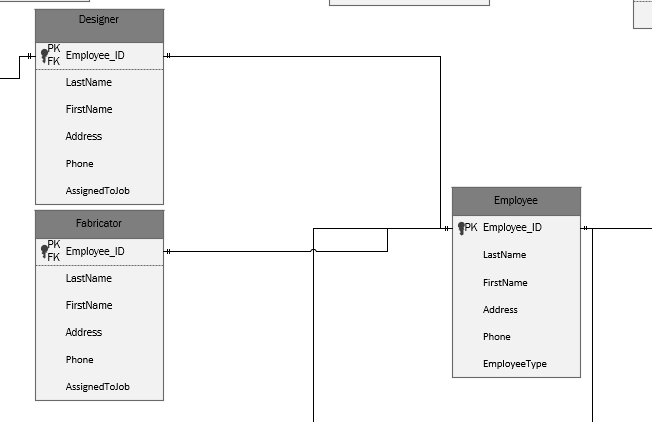 Designer
PK
FK
Employee_ID
LastName
FirstName
Address
Phone
AssignedToJob
Fabricator
PK
FK
Employee_ID
LastName
FirstName
Address
Phone
AssignedToJob
Employee
PK Employee_ID
LastName
FirstName
Address
Phone
EmployeeType